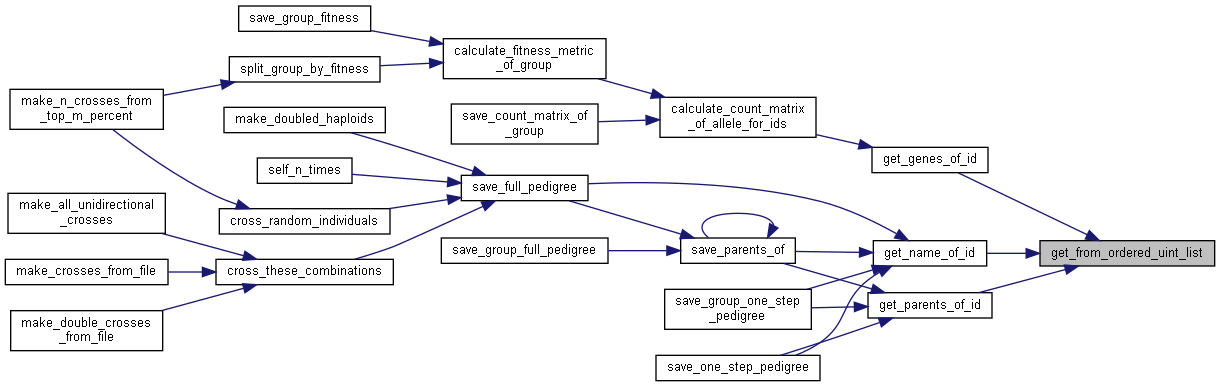 save_group_fitness
calculate_fitness_metric
_of_group
split_group_by_fitness
make_n_crosses_from
_top_m_percent
calculate_count_matrix
_of_allele_for_ids
save_count_matrix_of
_group
make_doubled_haploids
get_genes_of_id
self_n_times
save_full_pedigree
make_all_unidirectional
_crosses
cross_random_individuals
save_group_full_pedigree
save_parents_of
get_name_of_id
get_from_ordered_uint_list
make_crosses_from_file
cross_these_combinations
save_group_one_step
_pedigree
get_parents_of_id
make_double_crosses
_from_file
save_one_step_pedigree